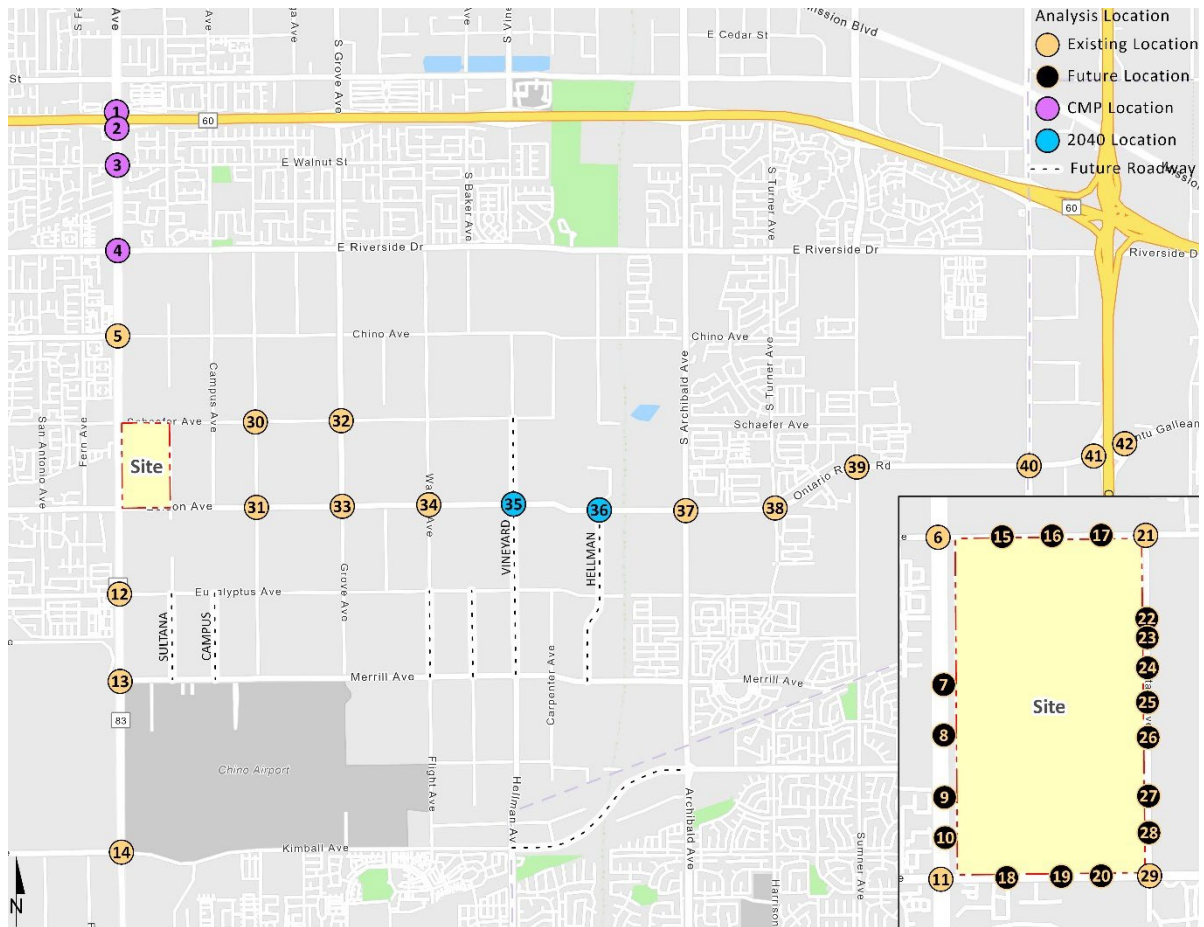 Analysis Location
Existing Location
Future Location
CMP Location
2040 Location
Future Roadway
Mission Blvd
E Cedar St
S Grove Ave
St
1
2
60
3
E Walnut St
S Baker Ave
S Turner Ave
60
4
E Riverside Dr
E Riverside Dr
Riverside D
5
Chino Ave
Chino Ave
Campus Ave
S Archibald Ave
S Turner Ave
San Antonio Ave
Fern Ave
Schaefer Ave
30
32
Schaefer Ave
Site
39
Rd
40
41
42
31
33
34
35
36
37
38
VINEYARD
HELLMAN
12
Eucalyptus Ave
Grove Ave
SULTANA
CAMPUS
13
Merrill Ave
Carpenter Ave
Merrill Ave
83
Chino Airport
Flight Ave
Hellman Av
Archibald Ave
Sumner Ave
14
Kimball Ave
Harrison
N
6
15
16
17
21
22
23
24
7
25
Site
8
26
9
27
10
28
11
18
19
20
29